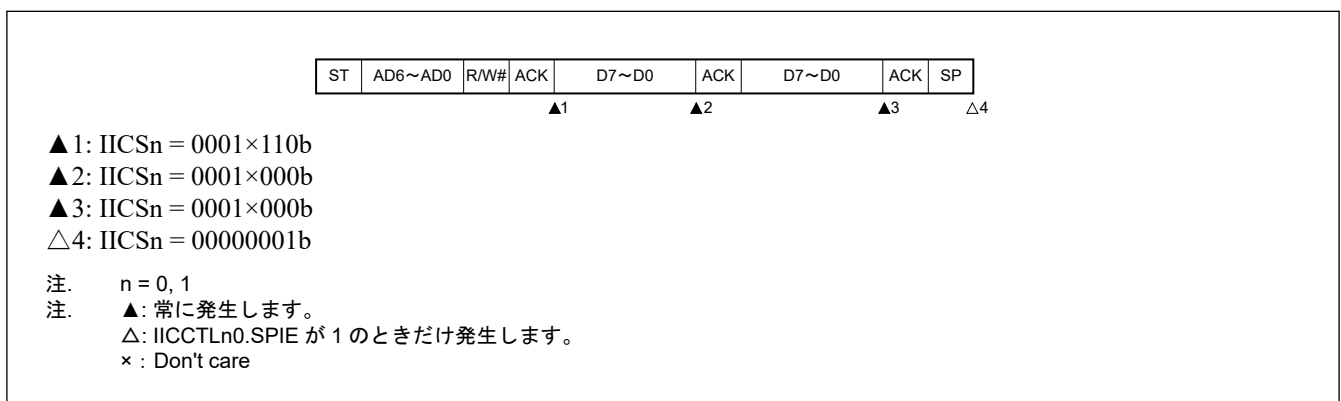 ST AD6～AD0 R/W# ACK D7～D0 ACK D7～D0 ACK SP
▲1 ▲2 ▲3 △4
▲1: IICSn = 0001×110b
▲2: IICSn = 0001×000b
▲3: IICSn = 0001×000b
△4: IICSn = 00000001b
注. n = 0, 1
注. ▲: 常に発生します。
△: IICCTLn0.SPIE が 1 のときだけ発生します。
×：Don't care